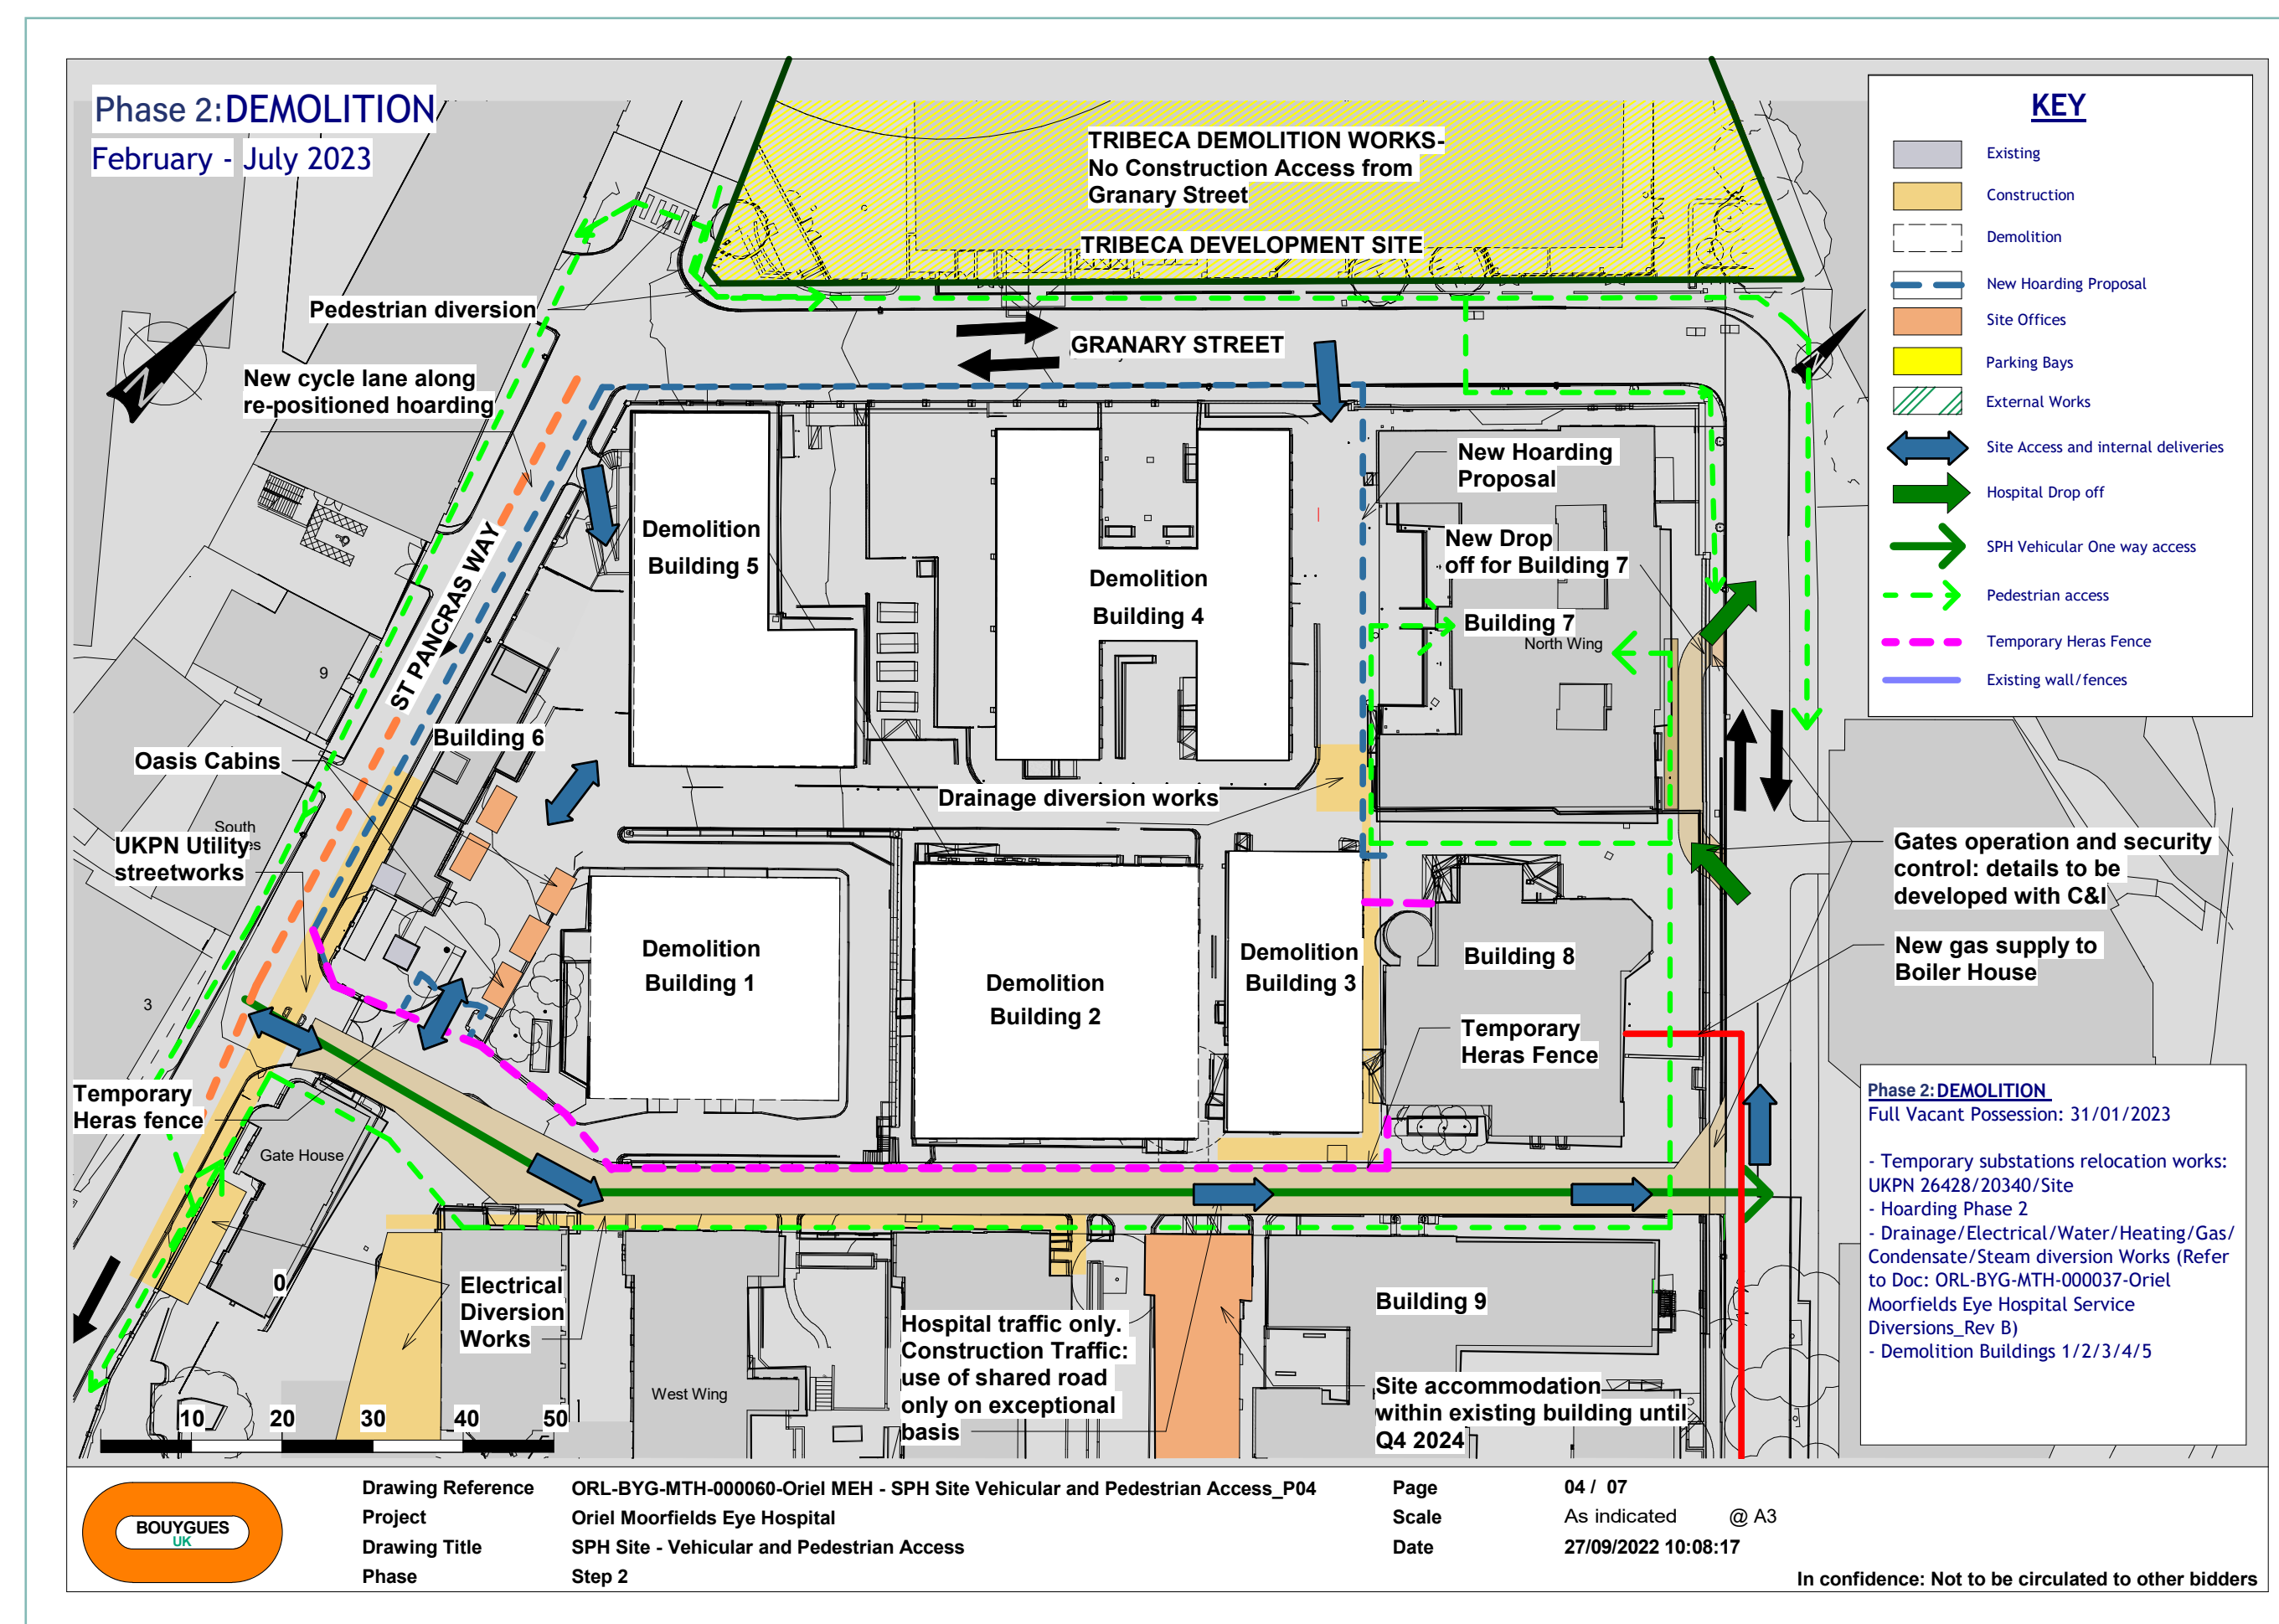 Phase 2: DEMOLITION
February - July 2023
TRIBECA DEMOLITION WORKS-
No Construction Access from
Granary Street
TRIBECA DEVELOPMENT SITE
Pedestrian diversion
GRANARY STREET
New cycle lane along
re-positioned hoarding
N
N
ST PANCRAS WAY
New Hoarding
Proposal
Demolition
Building 5
Demolition
Building 4
New Drop
off for Building 7
Building 7
North Wing
9
Building 6
Oasis Cabins
Drainage diversion works
South
UKPN Utility
streetworks
Gates operation and security
control: details to be
developed with C&I
Demolition
Building 1
Demolition
Building 2
Demolition
Building 3
Building 8
New gas supply to
Boiler House
3
Temporary
Heras Fence
Temporary
Heras fence
Gate House
0
Electrical
Diversion
Works
West Wing
Hospital traffic only.
Construction Traffic:
use of shared road
only on exceptional
basis
Building 9
Site accommodation
within existing building until
Q4 2024
10 20 30 40 50
KEY
Existing
Construction
Demolition
New Hoarding Proposal
Site Offices
Parking Bays
External Works
Site Access and internal deliveries
Hospital Drop off
SPH Vehicular One way access
Pedestrian access
Temporary Heras Fence
Existing wall/fences
Phase 2: DEMOLITION
Full Vacant Possession: 31/01/2023
- Temporary substations relocation works:
UKPN 26428/20340/Site
- Hoarding Phase 2
- Drainage/Electrical/Water/Heating/Gas/
Condensate/Steam diversion Works (Refer
to Doc: ORL-BYG-MTH-000037-Oriel
Moorfields Eye Hospital Service
Diversions_Rev B)
- Demolition Buildings 1/2/3/4/5
BOUYGUES
UK
Drawing Reference ORL-BYG-MTH-000060-Oriel MEH - SPH Site Vehicular and Pedestrian Access_P04
Project Oriel Moorfields Eye Hospital
Drawing Title SPH Site - Vehicular and Pedestrian Access
Phase Step 2
Page 04 / 07
Scale As indicated @ A3
Date 27/09/2022 10:08:17
In confidence: Not to be circulated to other bidders